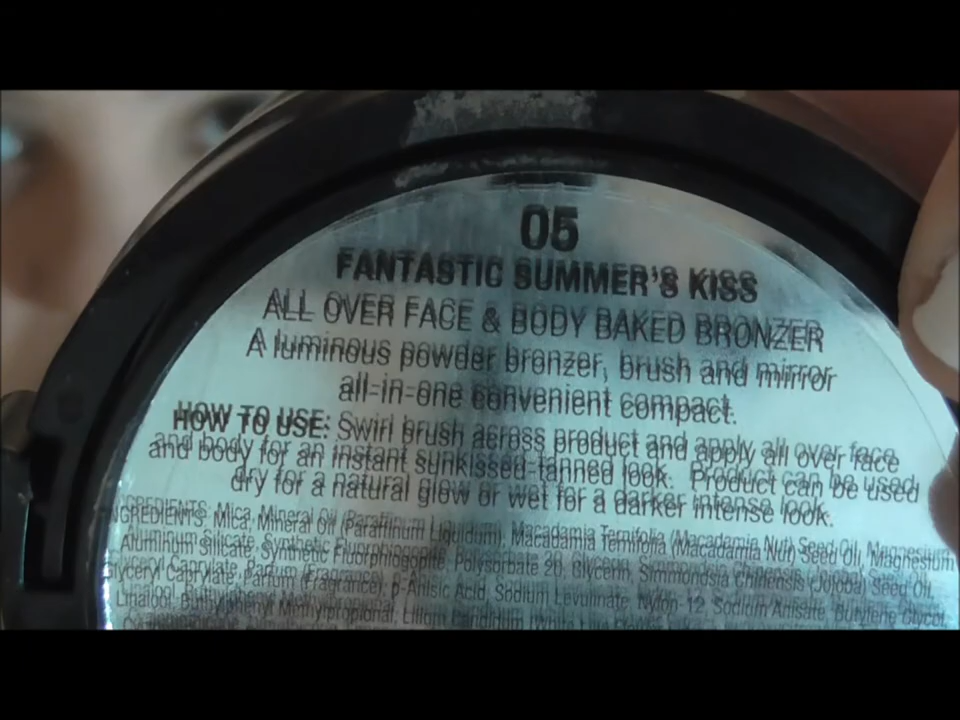 05
FANTASTIC SUMMER'S KISS
ALL OVER FACE & BODY BAKED BRONZER
A luminous powder bronzer, brush and mirror
all-in-one convenient compact.
HOW TO USE: Swirl brush across product and apply all over face
and body for an instant sunkissed-tanned look. Product can be used
dry for a natural glow or wet for a darker intense look.
INGREDIENTS: Mica, Mineral Oil (Paraffinum Liquidum), Macadamia Ternifolia (Macadamia Nut) Seed Oil, Magnesium
Aluminum Silicate, Synthetic Fluorphlogopite, Polysorbate 20, Glycerin, Simmondsia Chinensis (Jojoba) Seed Oil,
Glyceryl Caprylate, Parfum (Fragrance), p-Anisic Acid, Sodium Levulinate, Nylon-12, Sodium Anisate, Butylene Glycol,
Linalool, Butylphenyl Methylpropional, Lilium Candidum (White Lily) Flower